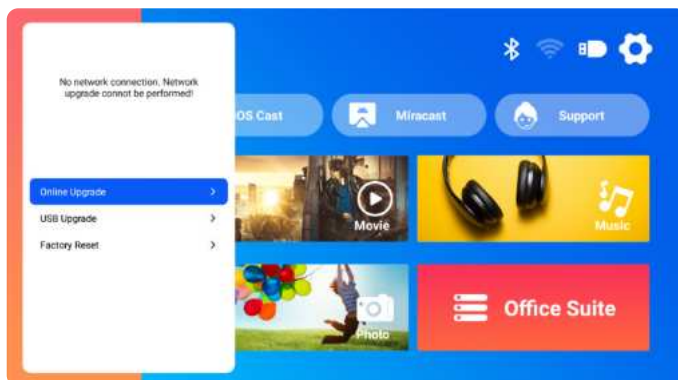 No network connection. Network
upgrade connot be performed!
Online Upgrade
USB Upgrade
Factory Reset
OS Cast
Miracast
Support
Movie
Music
Photo
Office Suite